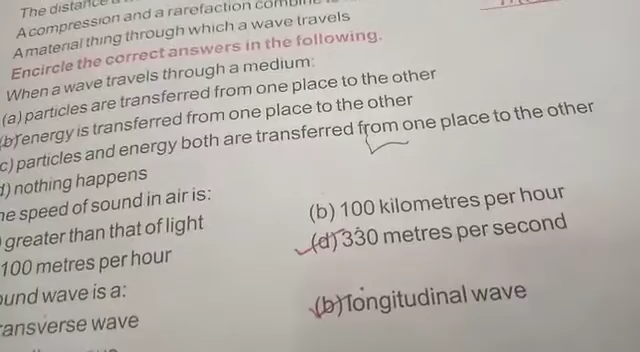 The distance
A compression and a rarefaction combine
A material thing through which a wave travels
Encircle the correct answers in the following.
When a wave travels through a medium:
(a) particles are transferred from one place to the other
(b) energy is transferred from one place to the other
c) particles and energy both are transferred from one place to the other
d) nothing happens
he speed of sound in air is:
) greater than that of light (b) 100 kilometres per hour
100 metres per hour (d) 330 metres per second
ound wave is a:
ransverse wave (b) longitudinal wave